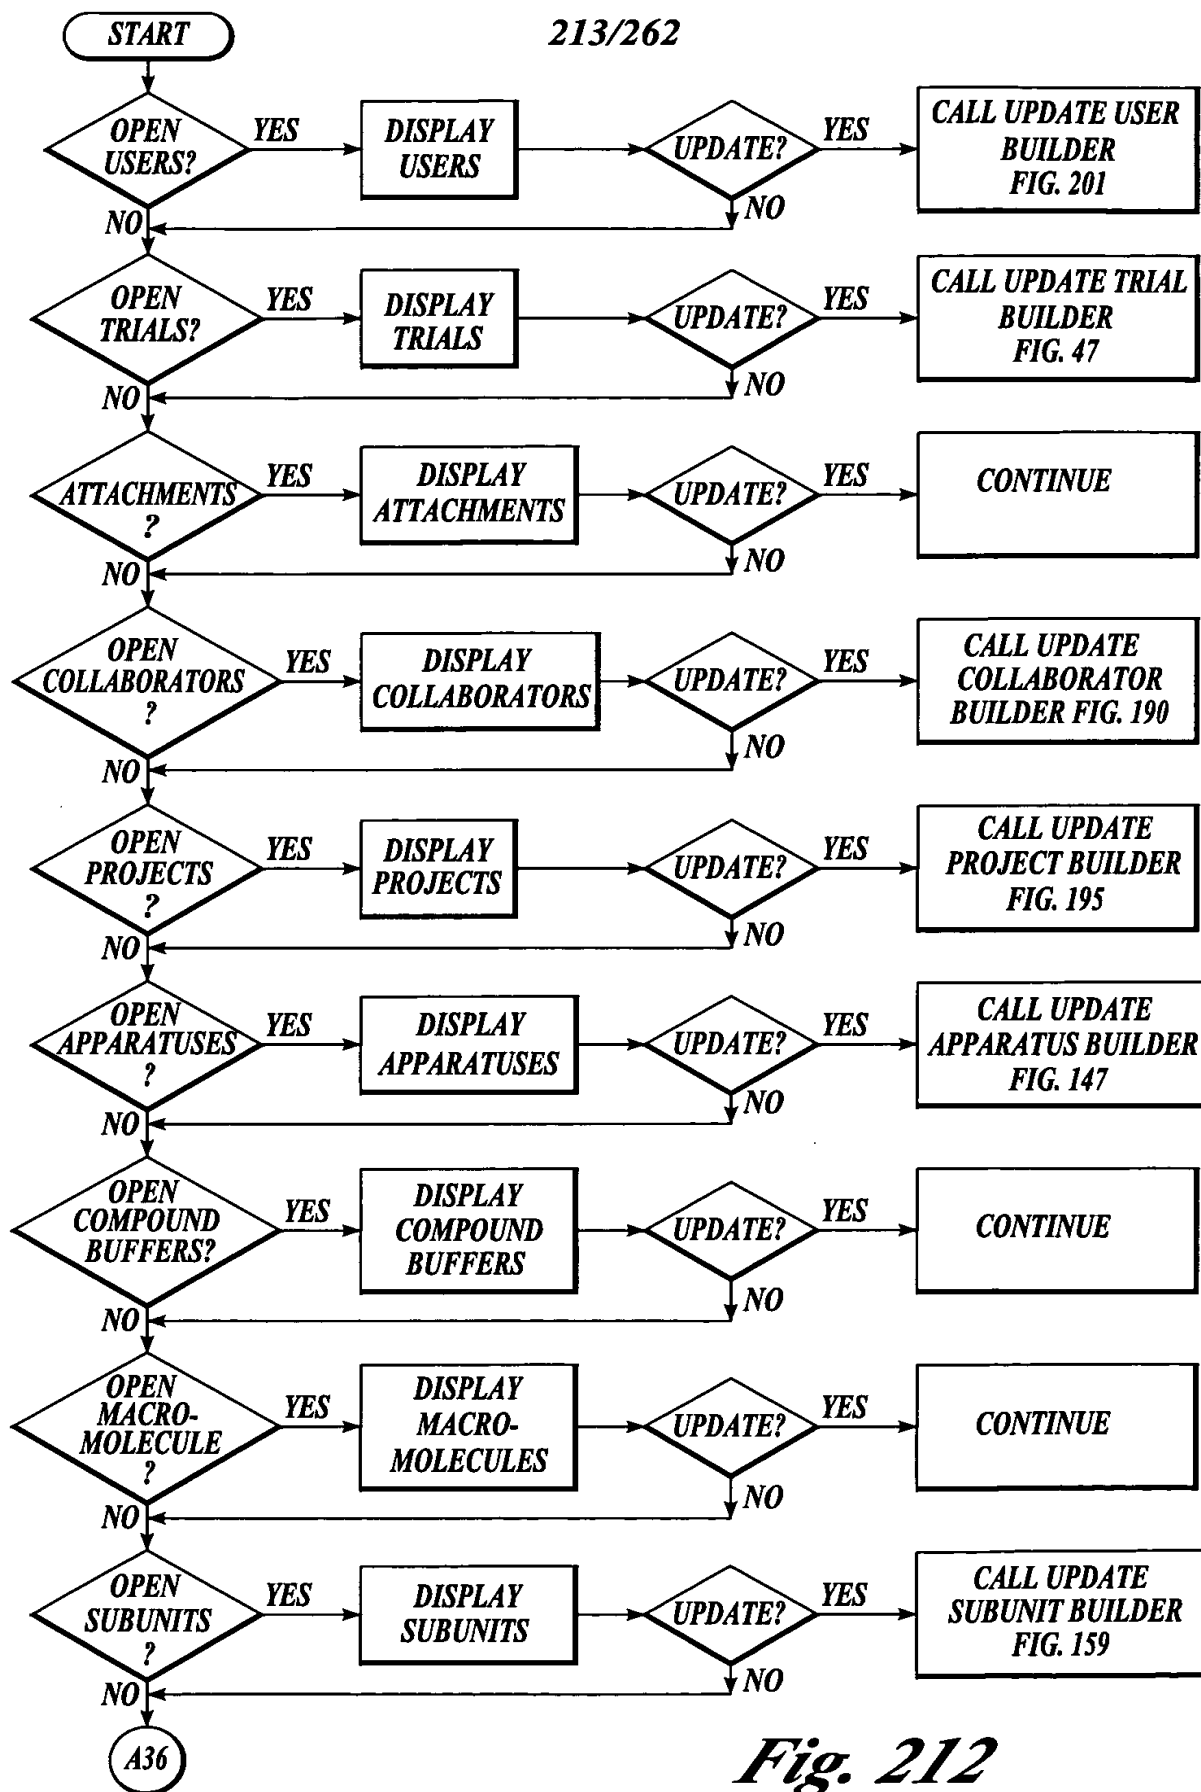 213/262
START
OPEN
USERS?
YES
DISPLAY
USERS
UPDATE?
YES
CALL UPDATE USER
BUILDER
FIG. 201
NO
NO
OPEN
TRIALS?
YES
DISPLAY
TRIALS
UPDATE?
YES
CALL UPDATE TRIAL
BUILDER
FIG. 47
NO
NO
ATTACHMENTS
?
YES
DISPLAY
ATTACHMENTS
UPDATE?
YES
CONTINUE
NO
NO
OPEN
COLLABORATORS
?
YES
DISPLAY
COLLABORATORS
UPDATE?
YES
CALL UPDATE
COLLABORATOR
BUILDER FIG. 190
NO
NO
OPEN
PROJECTS
?
YES
DISPLAY
PROJECTS
UPDATE?
YES
CALL UPDATE
PROJECT BUILDER
FIG. 195
NO
NO
OPEN
APPARATUSES
?
YES
DISPLAY
APPARATUSES
UPDATE?
YES
CALL UPDATE
APPARATUS BUILDER
FIG. 147
NO
NO
OPEN
COMPOUND
BUFFERS?
YES
DISPLAY
COMPOUND
BUFFERS
UPDATE?
YES
CONTINUE
NO
NO
OPEN
MACRO-
MOLECULE
?
YES
DISPLAY
MACRO-
MOLECULES
UPDATE?
YES
CONTINUE
NO
NO
OPEN
SUBUNITS
?
YES
DISPLAY
SUBUNITS
UPDATE?
YES
CALL UPDATE
SUBUNIT BUILDER
FIG. 159
NO
NO
A36
Fig. 212